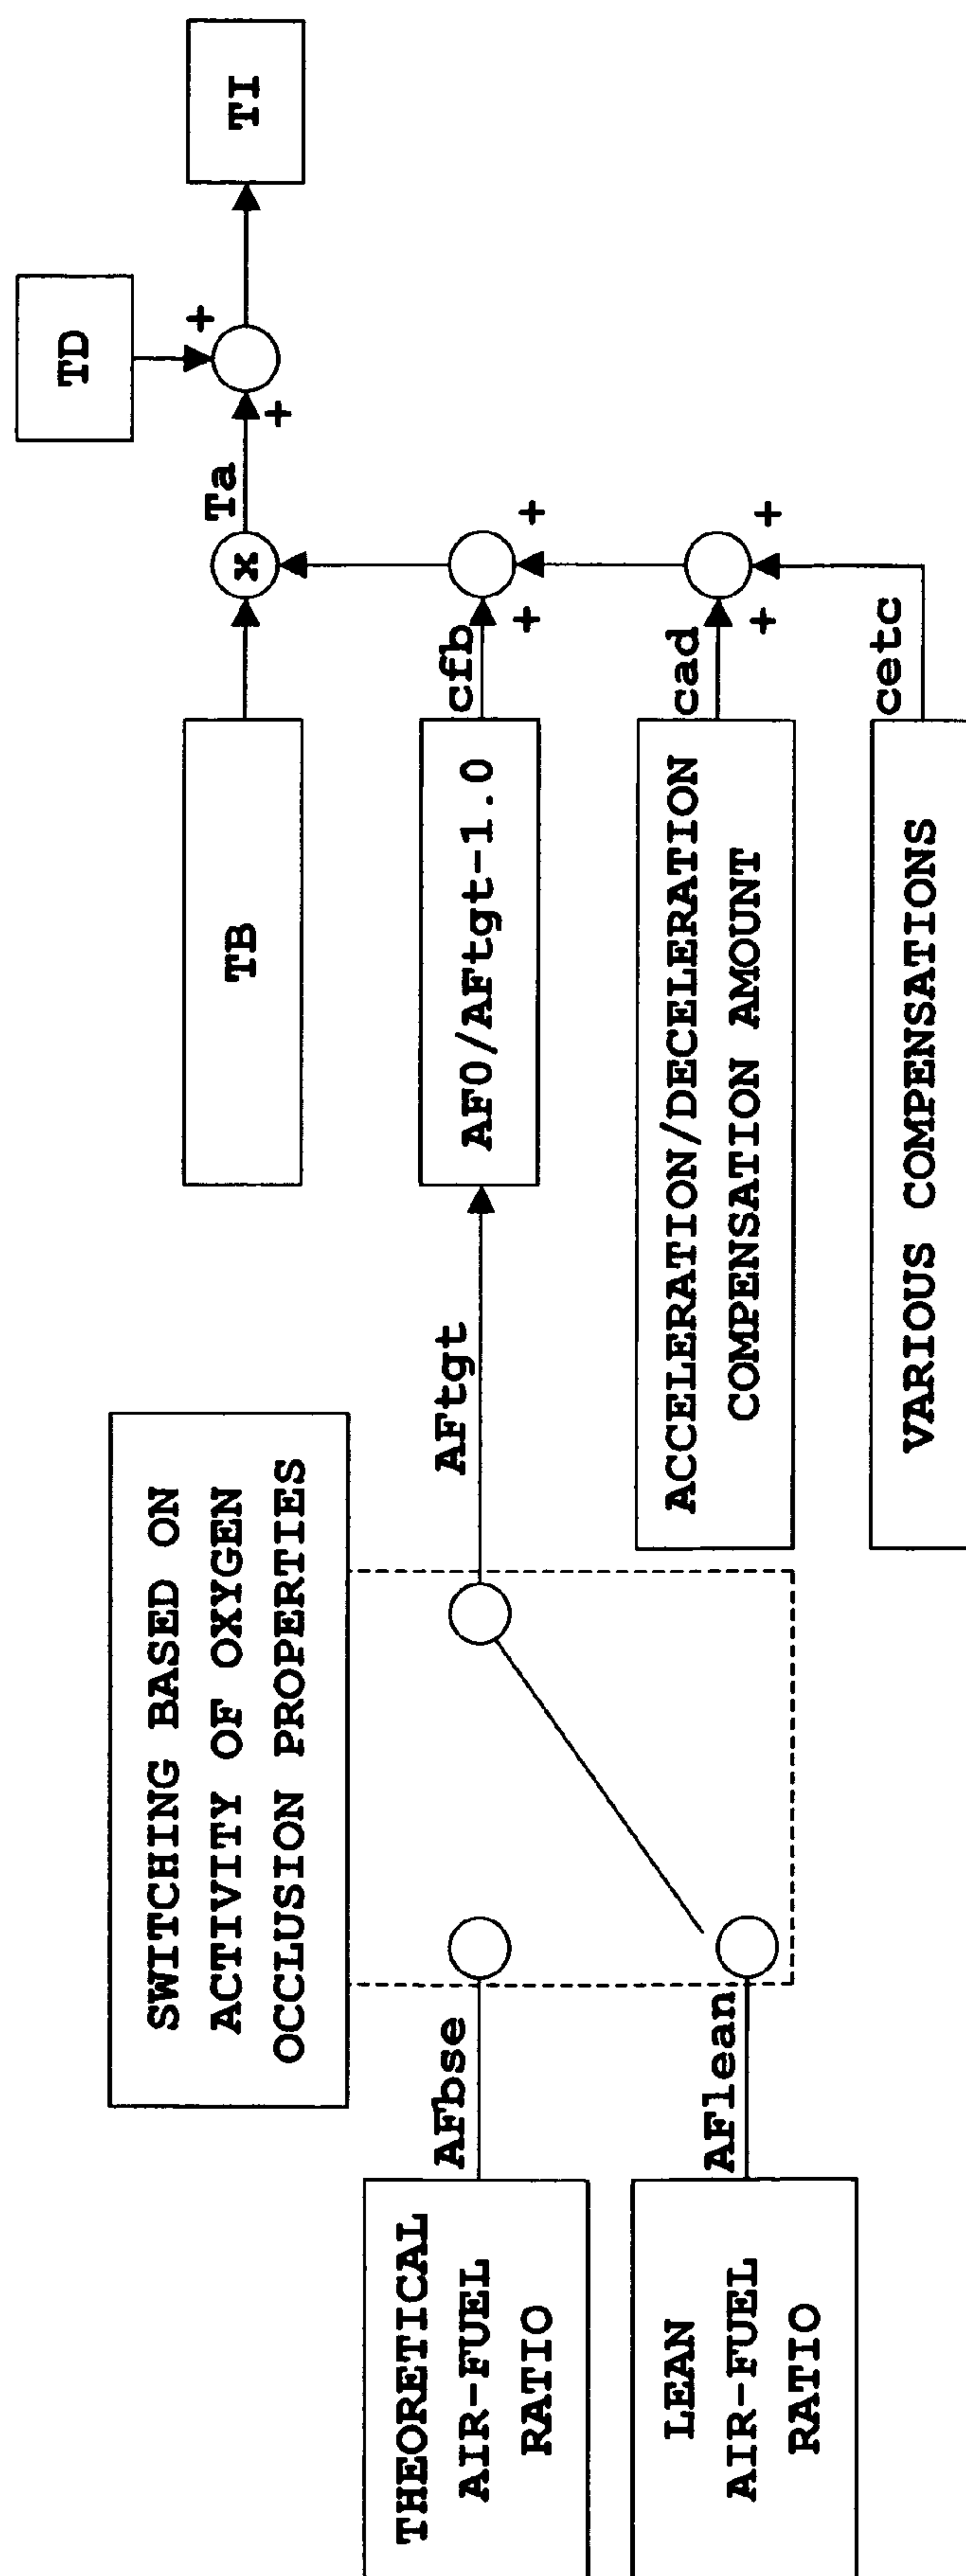 THEORETICAL
AIR-FUEL
RATIO
LEAN
AIR-FUEL
RATIO
AFbse
AFlean
SWITCHING BASED ON
ACTIVITY OF OXYGEN
OCCLUSION PROPERTIES
AFtgt
TB
AF0/AFtgt-1.0
ACCELERATION/DECELERATION
COMPENSATION AMOUNT
VARIOUS COMPENSATIONS
cfb
cad
cetc
+
+
+
+
x
Ta
TD
+
+
TI